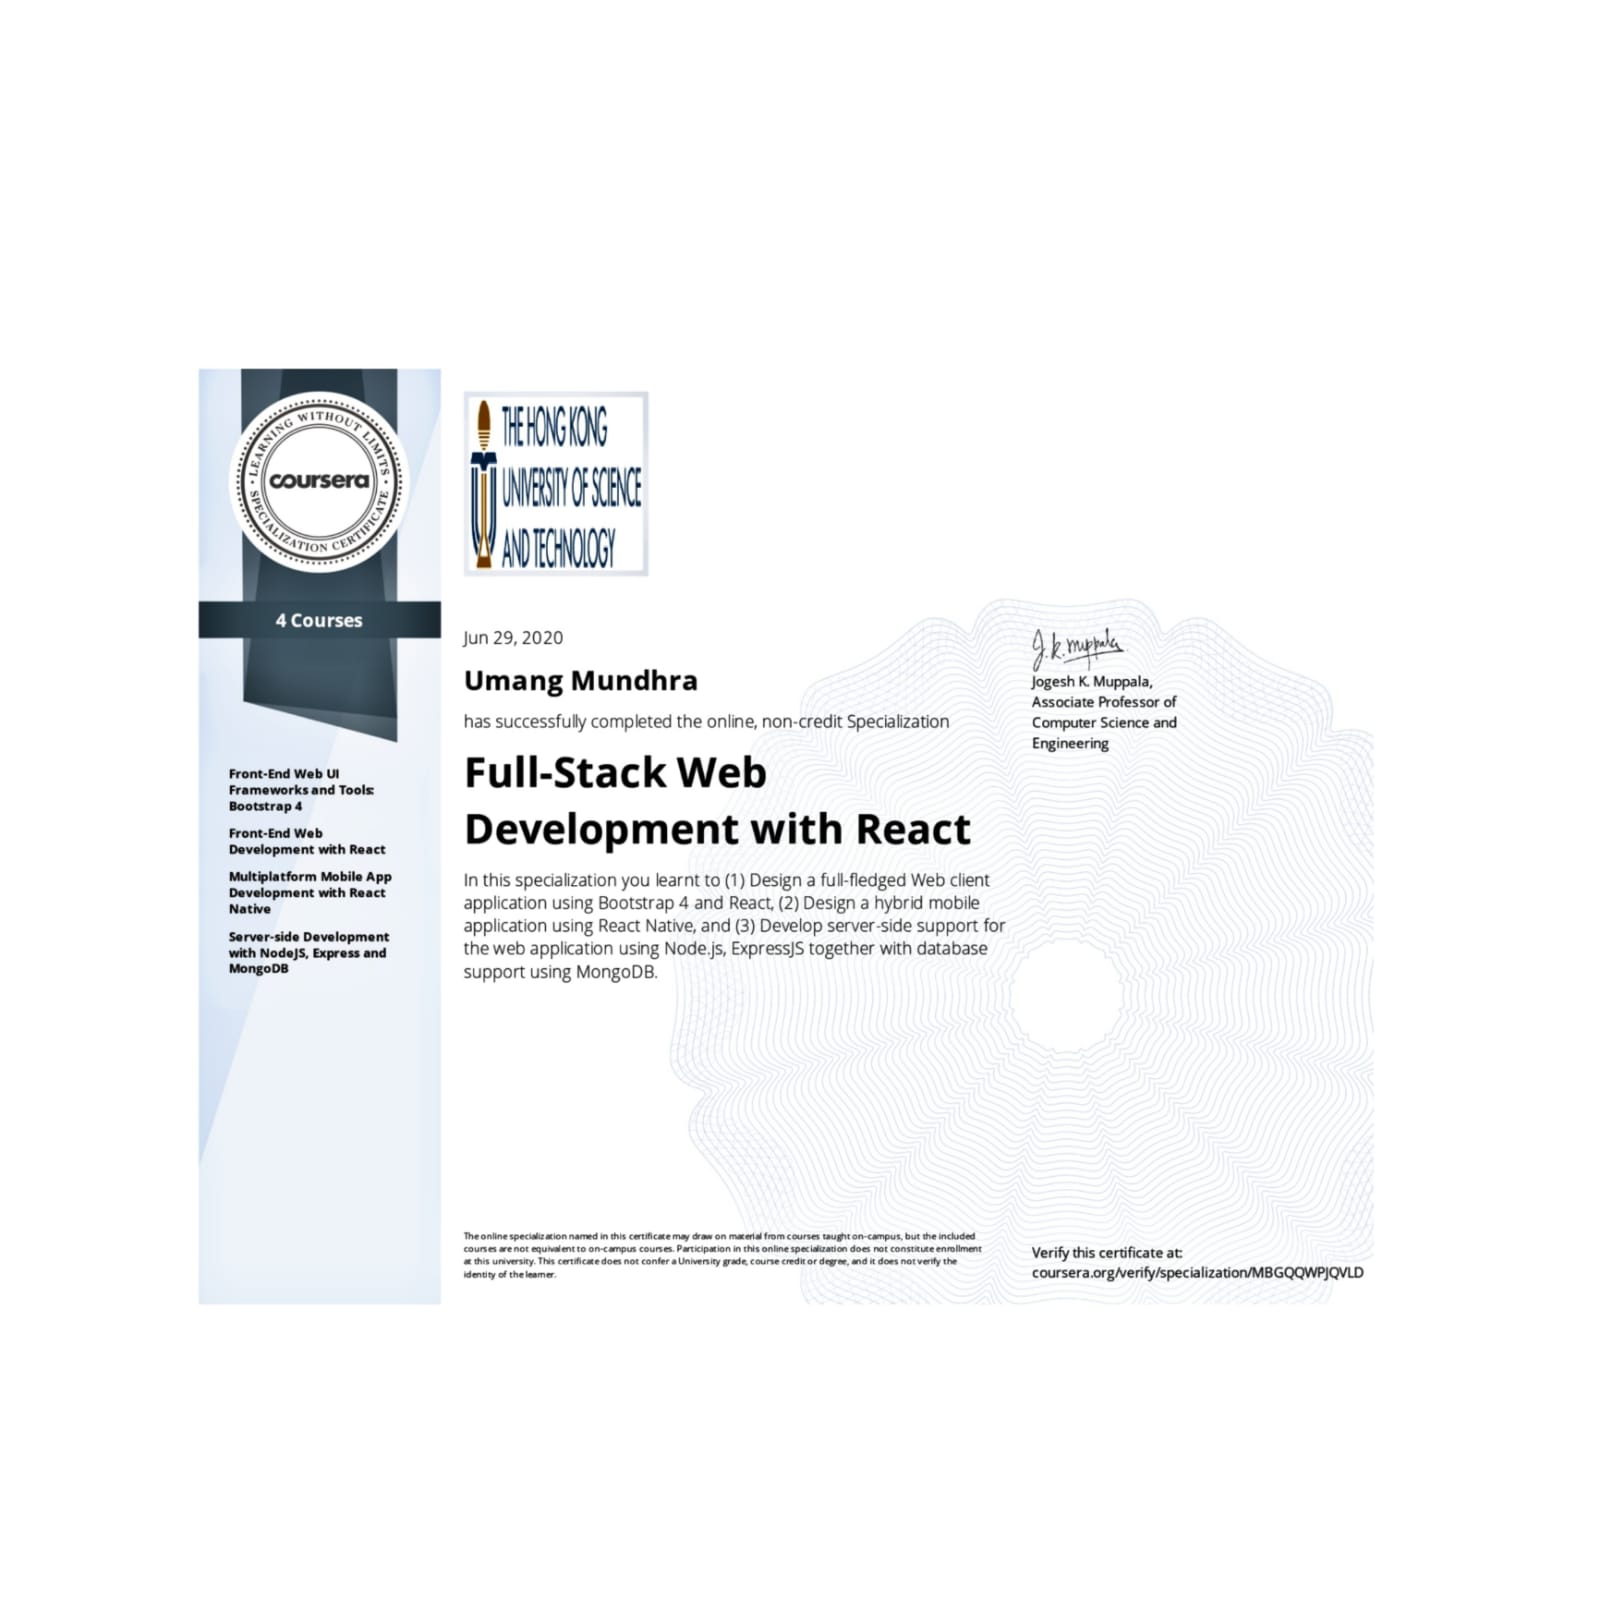 LEARNING WITHOUT LIMITS
coursera
SPECIALIZATION CERTIFICATE
4 Courses
Front-End Web UI
Frameworks and Tools:
Bootstrap 4
Front-End Web
Development with React
Multiplatform Mobile App
Development with React
Native
Server-side Development
with NodeJS, Express and
MongoDB
THE HONG KONG
UNIVERSITY OF SCIENCE
AND TECHNOLOGY
Jun 29, 2020
Umang Mundhra
has successfully completed the online, non-credit Specialization
Full-Stack Web
Development with React
In this specialization you learnt to (1) Design a full-fledged Web client
application using Bootstrap 4 and React, (2) Design a hybrid mobile
application using React Native, and (3) Develop server-side support for
the web application using Node.js, ExpressJS together with database
support using MongoDB.
J.K. Muppala
Jogesh K. Muppala,
Associate Professor of
Computer Science and
Engineering
The online specialization named in this certificate may draw on material from courses taught on-campus, but the included
courses are not equivalent to on-campus courses. Participation in this online specialization does not constitute enrollment
at this university. This certificate does not confer a University grade, course credit or degree, and it does not verify the
identity of the learner.
Verify this certificate at:
coursera.org/verify/specialization/MBGQQWPJQVLD